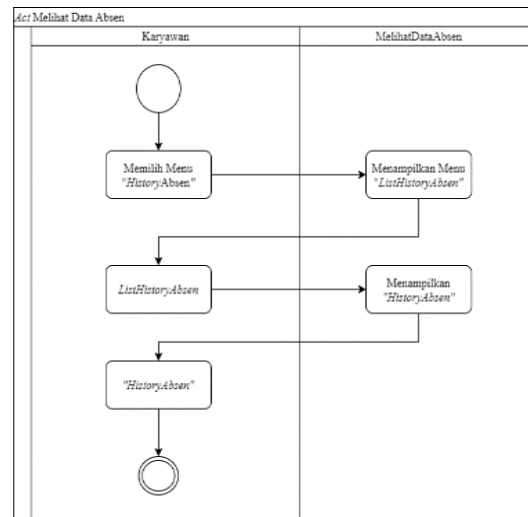 Act Melihat Data Absen
Karyawan
MelihatDataAbsen
Memilih Menu
"HistoryAbsen"
Menampilkan Menu
"ListHistoryAbsen"
ListHistoryAbsen
Menampilkan
"HistoryAbsen"
"HistoryAbsen"